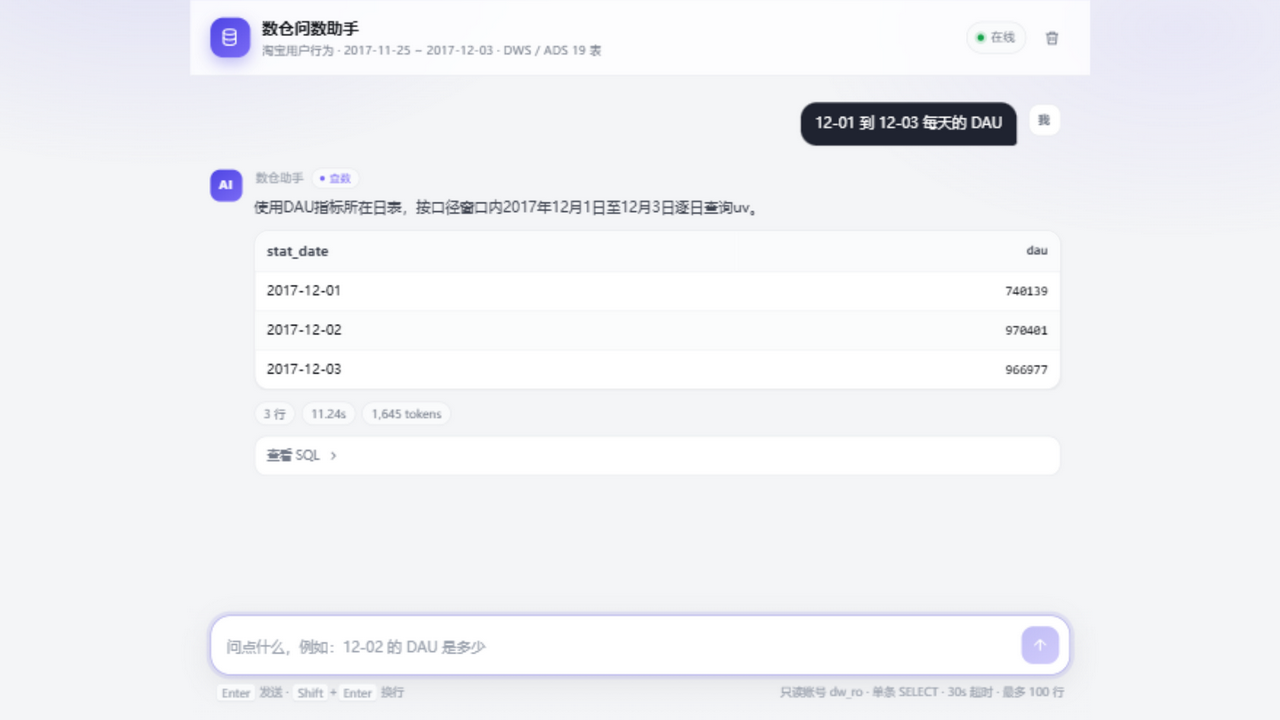 数仓问数助手
淘宝用户行为 · 2017-11-25 ~ 2017-12-03 · DWS / ADS 19 表
在线
12-01 到 12-03 每天的 DAU
我
AI
数仓助手
查数
使用DAU指标所在日表，按口径窗口内2017年12月1日至12月3日逐日查询uv。
stat_date dau
2017-12-01 740139
2017-12-02 970401
2017-12-03 966977
3 行 11.24s 1,645 tokens
查看 SQL >
问点什么，例如：12-02 的 DAU 是多少
Enter 发送 · Shift + Enter 换行
只读账号 dw_ro · 单条 SELECT · 30s 超时 · 最多 100 行